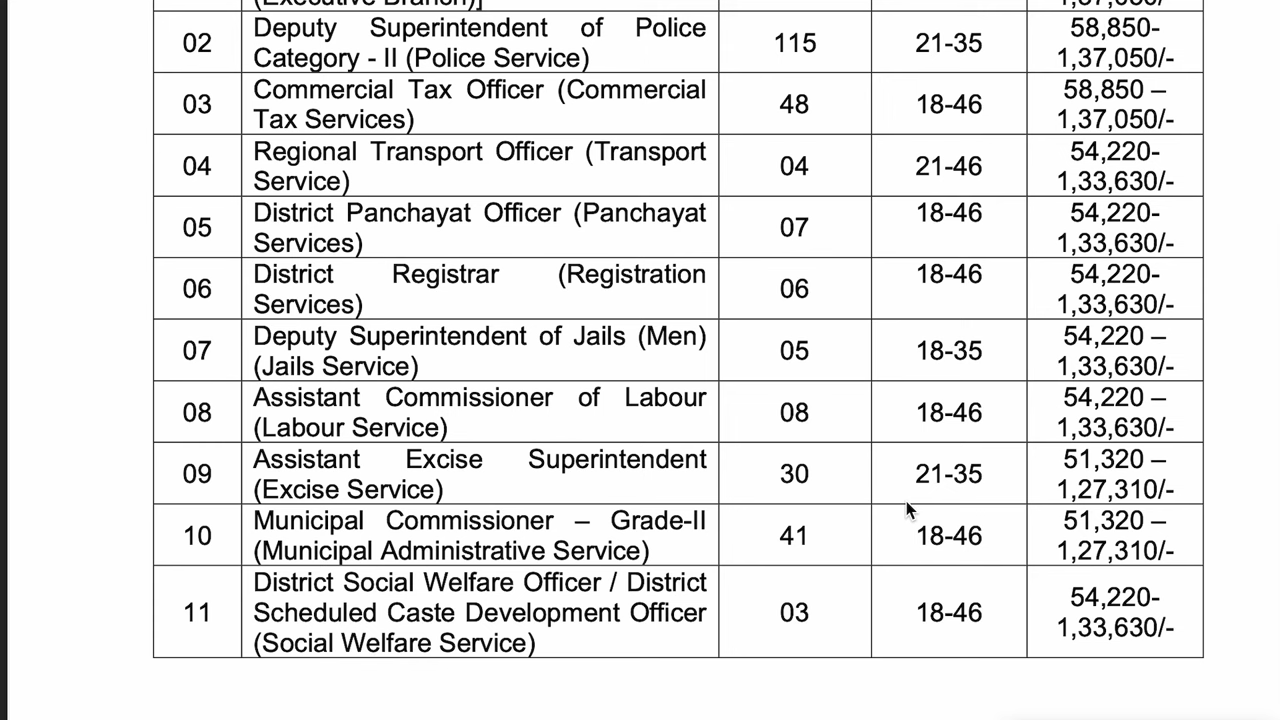 (Executive Branch)]
02 Deputy Superintendent of Police Category - II (Police Service) 115 21-35 58,850- 1,37,050/-
03 Commercial Tax Officer (Commercial Tax Services) 48 18-46 58,850 – 1,37,050/-
04 Regional Transport Officer (Transport Service) 04 21-46 54,220- 1,33,630/-
05 District Panchayat Officer (Panchayat Services) 07 18-46 54,220- 1,33,630/-
06 District Registrar (Registration Services) 06 18-46 54,220- 1,33,630/-
07 Deputy Superintendent of Jails (Men) (Jails Service) 05 18-35 54,220 – 1,33,630/-
08 Assistant Commissioner of Labour (Labour Service) 08 18-46 54,220 – 1,33,630/-
09 Assistant Excise Superintendent (Excise Service) 30 21-35 51,320 – 1,27,310/-
10 Municipal Commissioner – Grade-II (Municipal Administrative Service) 41 18-46 51,320 – 1,27,310/-
11 District Social Welfare Officer / District Scheduled Caste Development Officer (Social Welfare Service) 03 18-46 54,220- 1,33,630/-